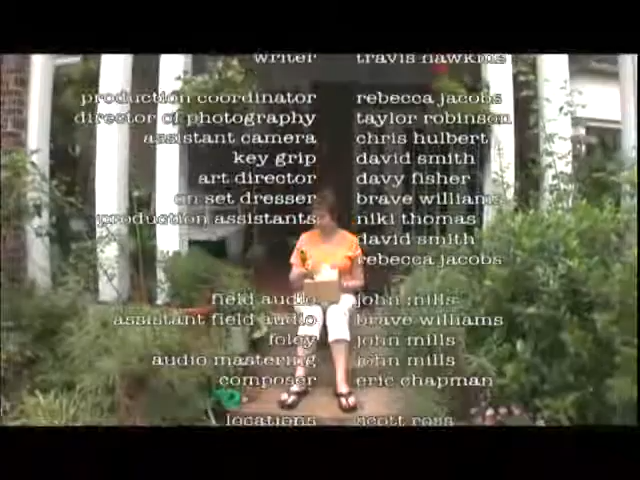 writer travis hawkins
production coordinator rebecca jacobs
director of photography taylor robinson
assistant camera chris hulbert
key grip david smith
art director davy fisher
on set dresser brave williams
production assistants niki thomas
david smith
rebecca jacobs
field audio john mills
assistant field audio brave williams
foley john mills
audio mastering john mills
composer eric chapman
locations scott ross